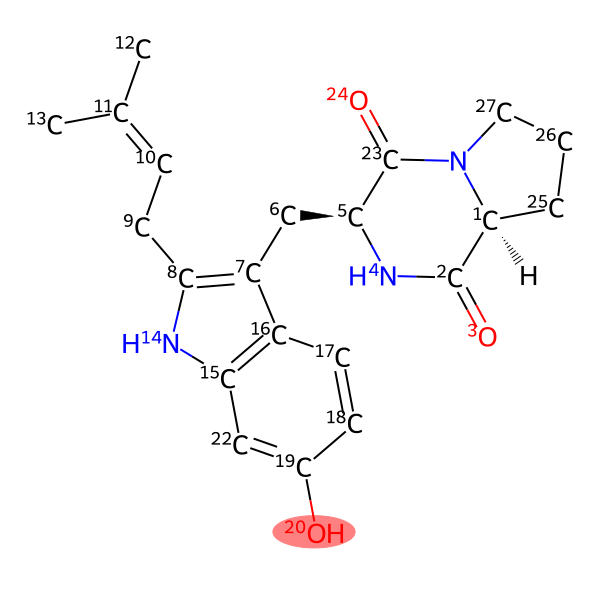 12C
24O
13C 11C 27C
23C N 26C
10C
6C 5C 1C 25C
9C
8C 7C H4N 2C H
H14N 16C 3O
15C 17C
22C 19C 18C
20OH